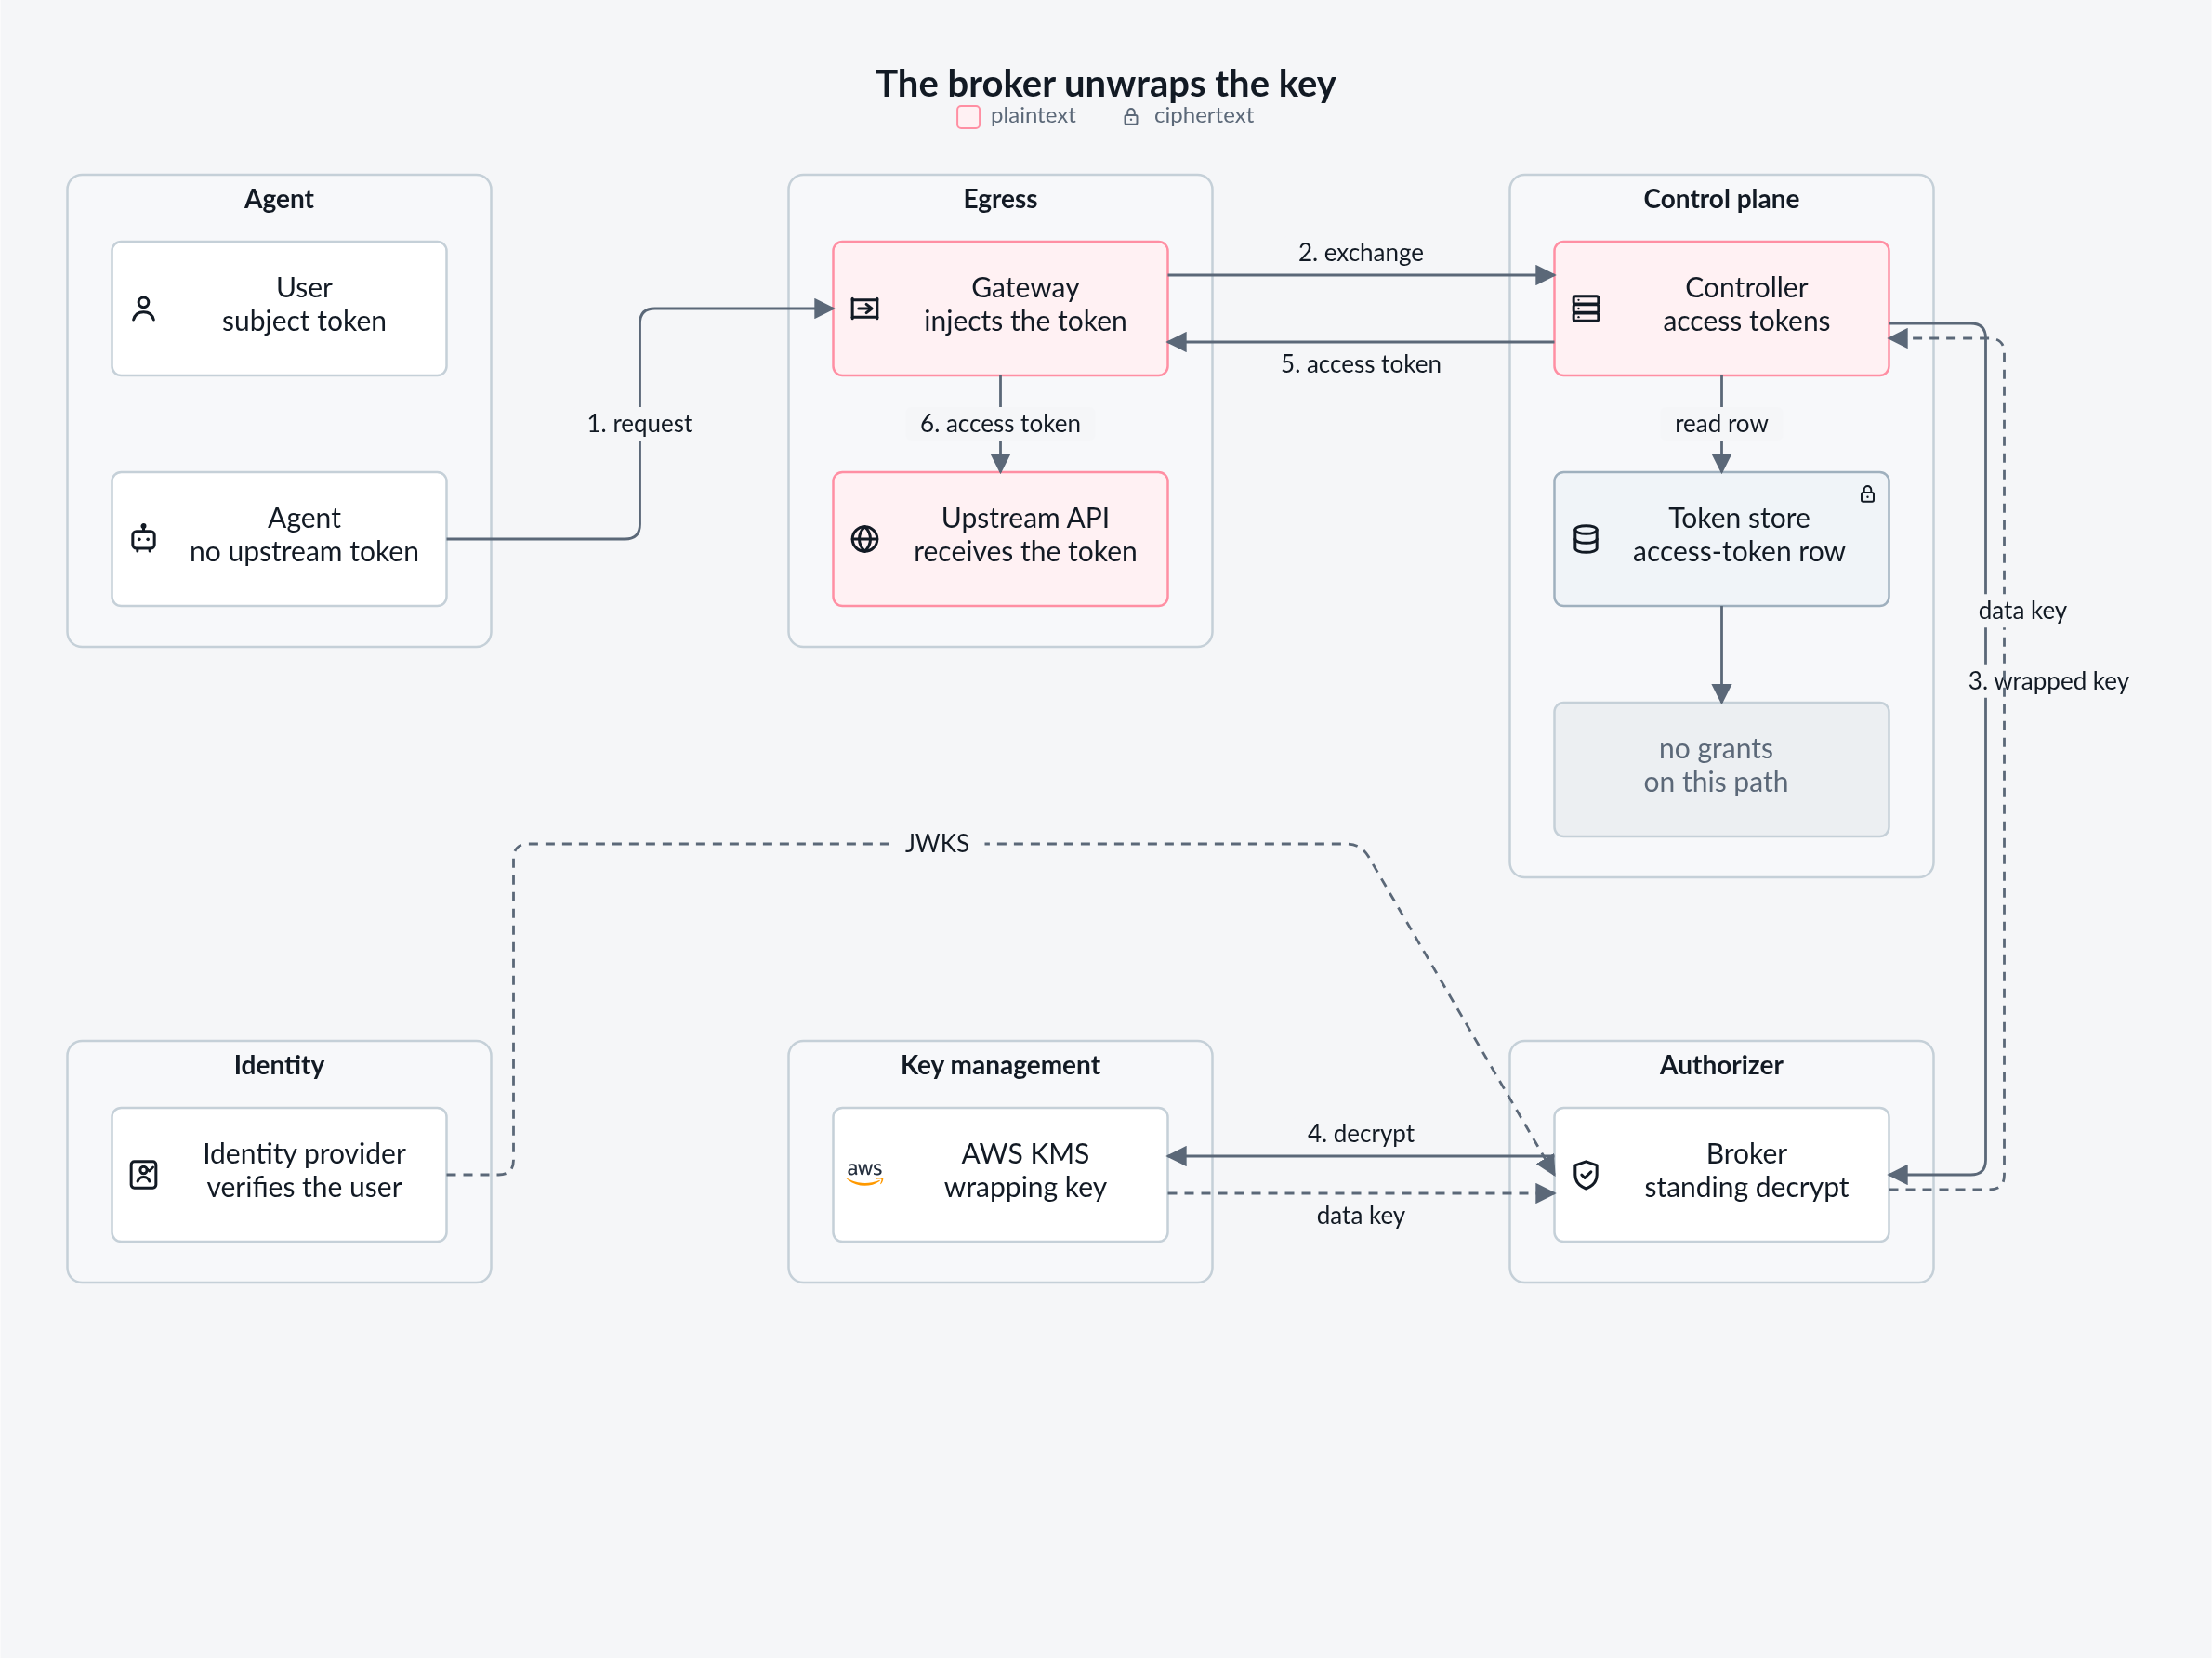 The broker unwraps the key
plaintext
ciphertext
Agent
User
subject token
Agent
no upstream token
1. request
Egress
Gateway
injects the token
6. access token
Upstream API
receives the token
2. exchange
5. access token
Control plane
Controller
access tokens
read row
Token store
access-token row
no grants
on this path
data key
3. wrapped key
JWKS
Identity
Identity provider
verifies the user
Key management
aws
AWS KMS
wrapping key
4. decrypt
data key
Authorizer
Broker
standing decrypt